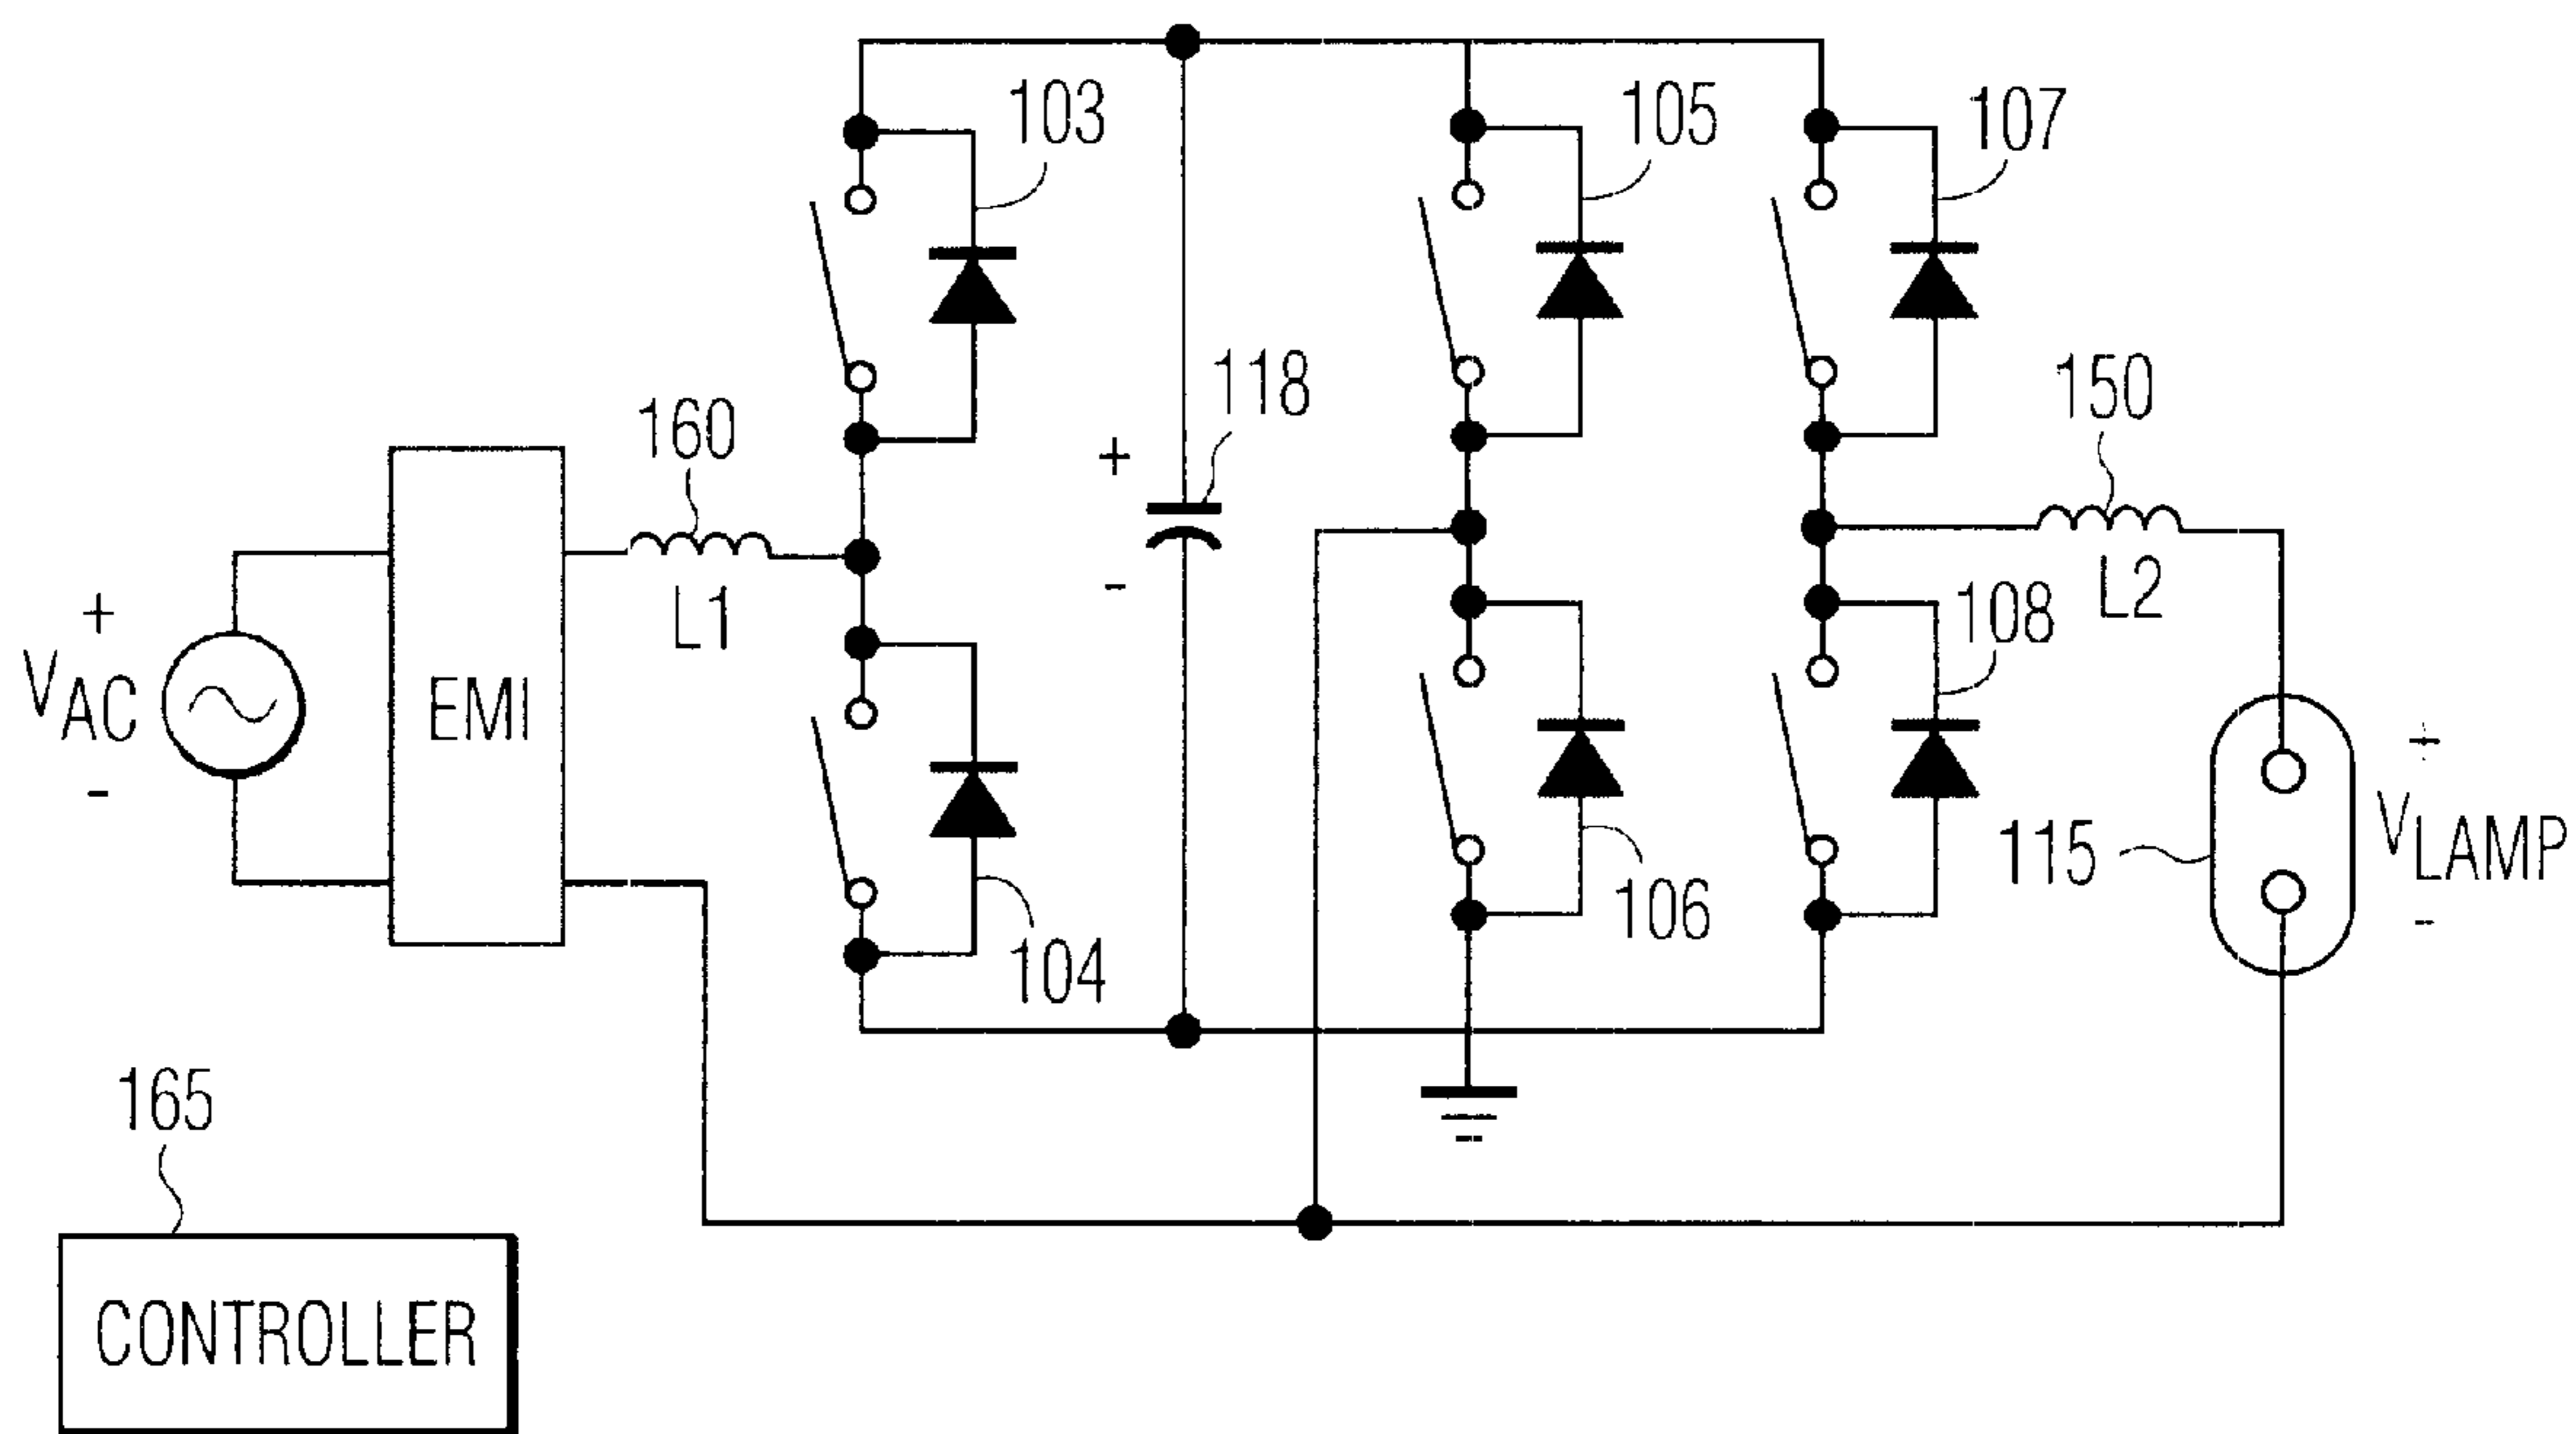 103
105
107
118
160
150
+
-
L1
L2
+
V_AC
-
EMI
108
+
V_LAMP
-
115
106
104
165
CONTROLLER